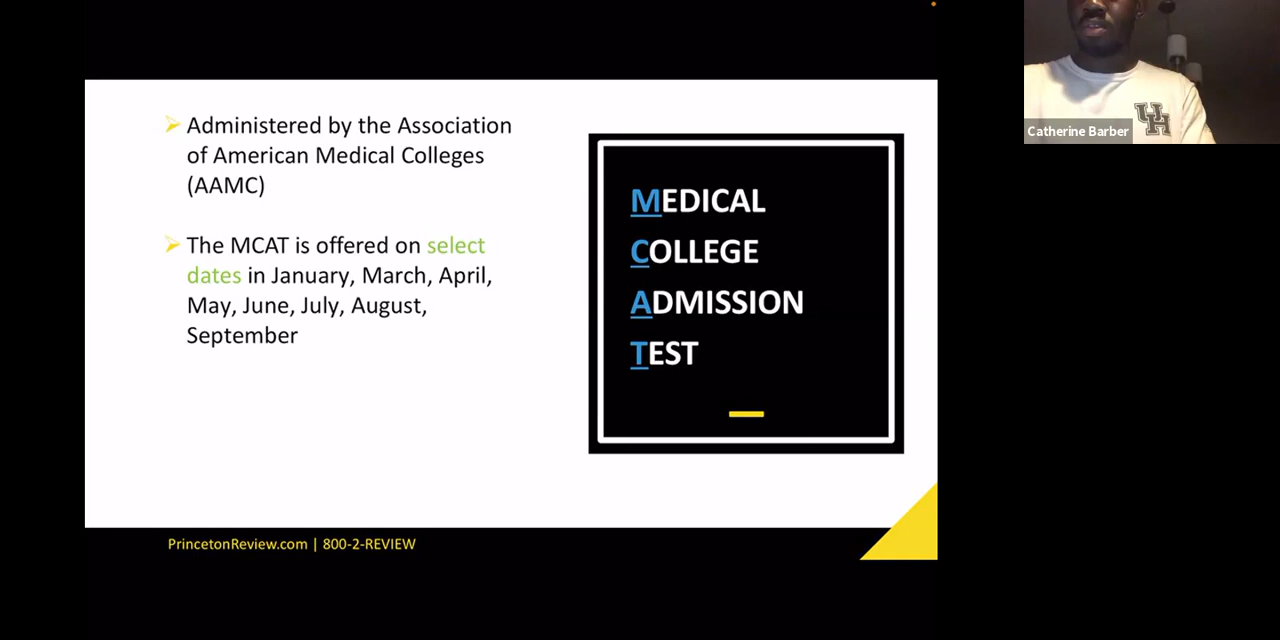 Administered by the Association
of American Medical Colleges
(AAMC)
The MCAT is offered on select
dates in January, March, April,
May, June, July, August,
September
MEDICAL
COLLEGE
ADMISSION
TEST
PrincetonReview.com | 800-2-REVIEW
Catherine Barber
UH